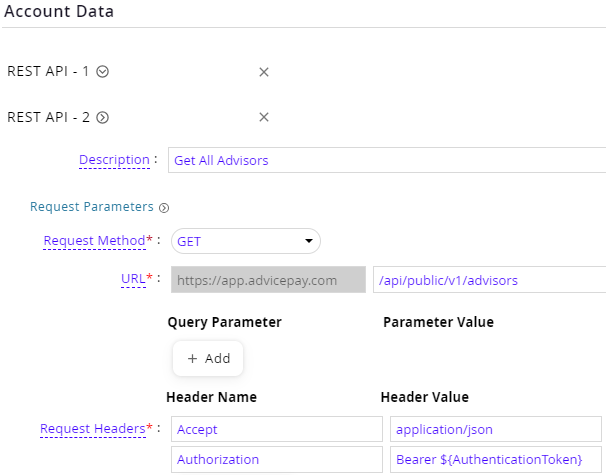 Account Data
REST API - 1
REST API - 2
Description : Get All Advisors
Request Parameters
Request Method* : GET
URL* : https://app.advicepay.com /api/public/v1/advisors
Query Parameter Parameter Value
+ Add
Header Name Header Value
Request Headers* : Accept application/json
Authorization Bearer ${AuthenticationToken}